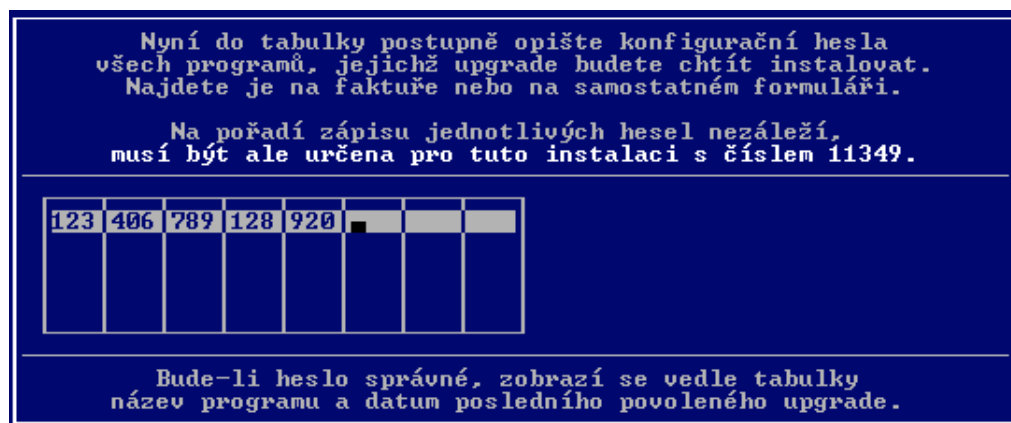 Nyní do tabulky postupně opište konfigurační hesla
všech programů, jejichž upgrade budete chtít instalovat.
Najdete je na faktuře nebo na samostatném formuláři.
Na pořadí zápisu jednotlivých hesel nezáleží,
musí být ale určena pro tuto instalaci s číslem 11349.
123 406 789 128 920
Bude-li heslo správné, zobrazí se vedle tabulky
název programu a datum posledního povoleného upgrade.